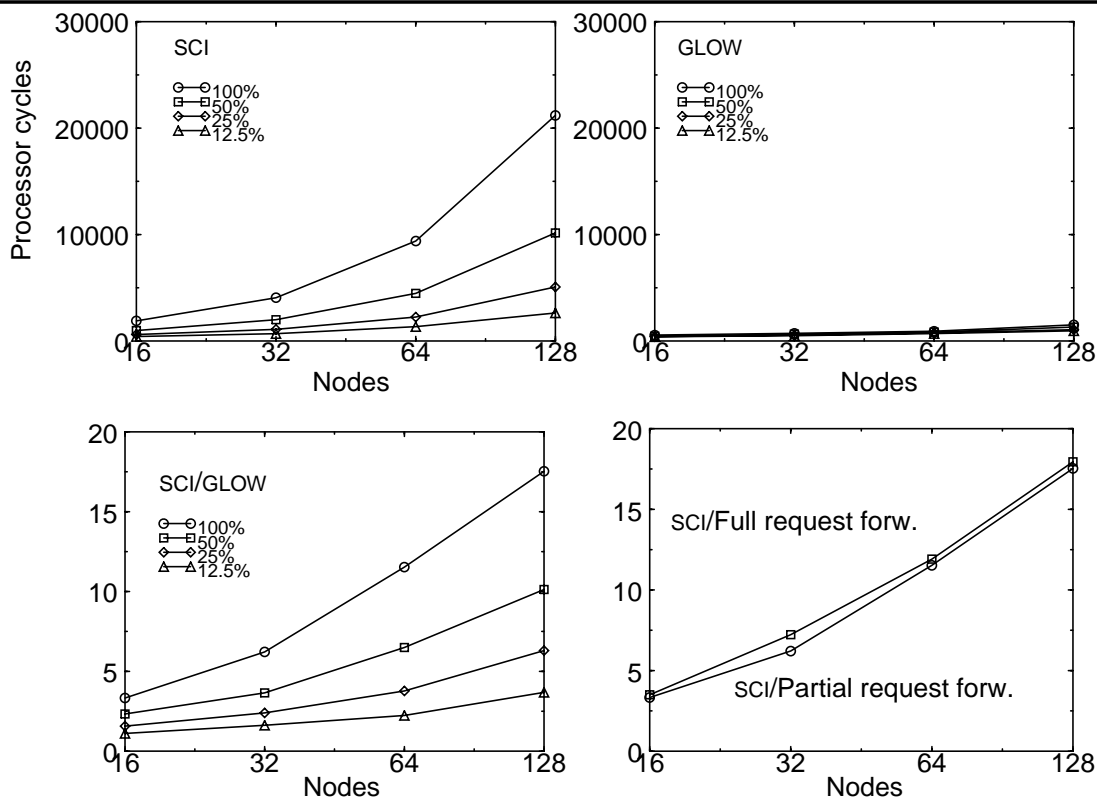 Processor cycles
30000
20000
10000
0
SCI
100%
50%
25%
12.5%
16 32 64 128
Nodes
30000
20000
10000
0
GLOW
100%
50%
25%
12.5%
16 32 64 128
Nodes
20
15
10
5
0
SCI/GLOW
100%
50%
25%
12.5%
16 32 64 128
Nodes
20
15
10
5
0
SCI/Full request forw.
SCI/Partial request forw.
16 32 64 128
Nodes